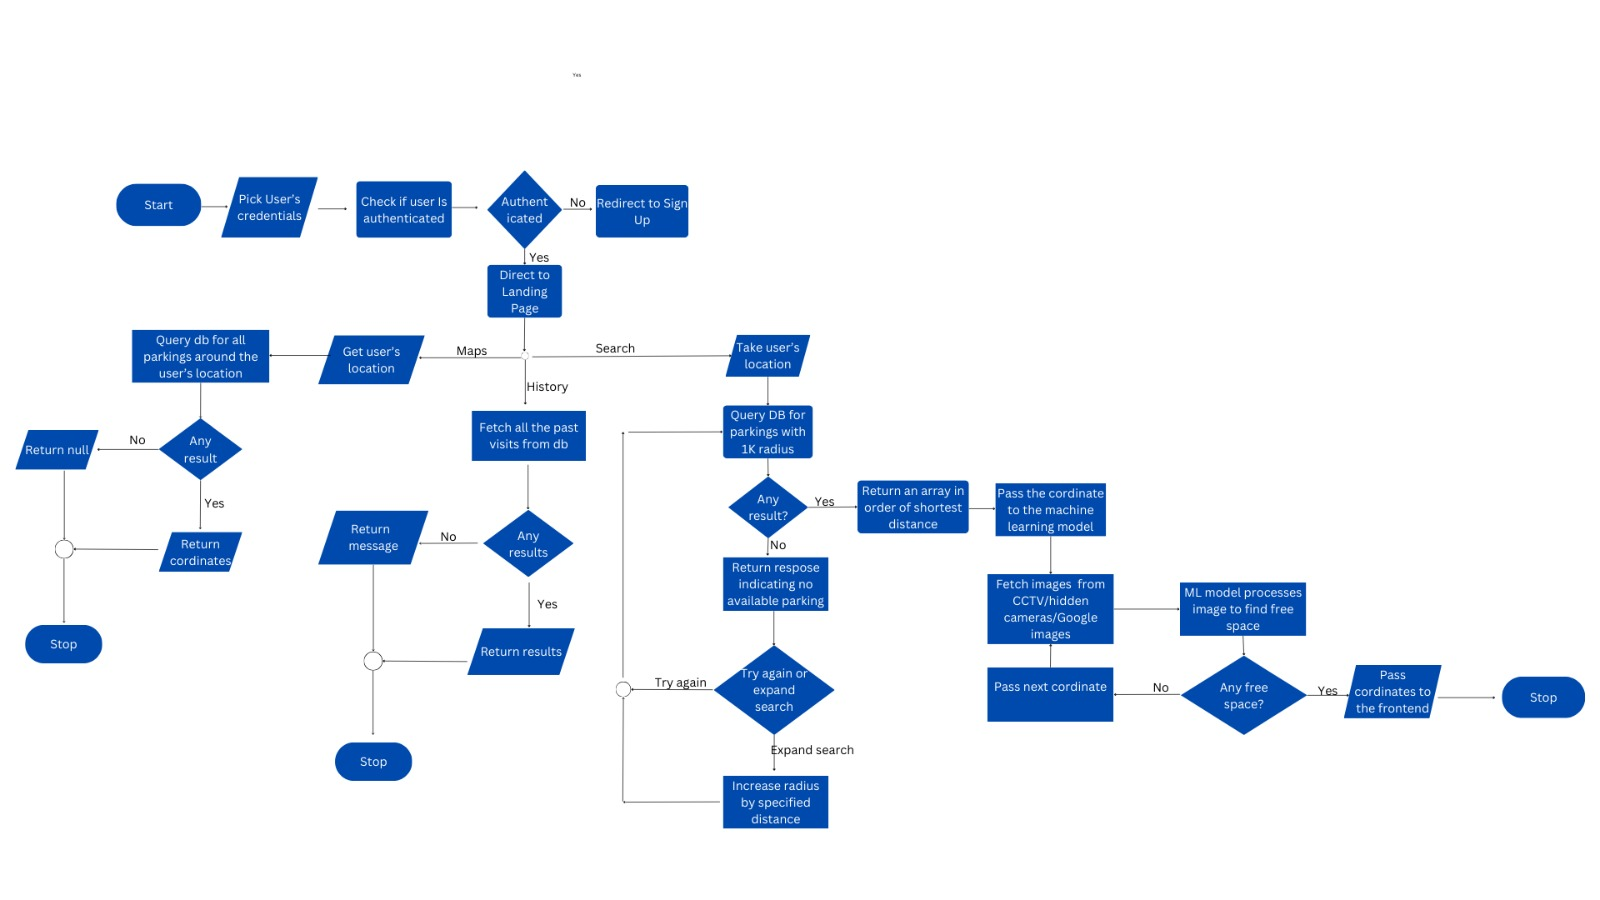 Yes
Start
Pick User's
credentials
Check if user Is
authenticated
Authent
icated
No
Redirect to Sign
Up
Yes
Direct to
Landing
Page
Query db for all
parkings around the
user's location
Get user's
location
Maps
Search
Take user's
location
History
Return null
No
Any
result
Yes
Return
cordinates
Stop
Fetch all the past
visits from db
Return
message
No
Any
results
Yes
Return results
Stop
Query DB for
parkings with
1K radius
Any
result?
Yes
Return an array in
order of shortest
distance
Pass the cordinate
to the machine
learning model
No
Return respose
indicating no
available parking
Try again
Try again or
expand
search
Expand search
Increase radius
by specified
distance
Fetch images from
CCTV/hidden
cameras/Google
images
ML model processes
image to find free
space
Pass next cordinate
No
Any free
space?
Yes
Pass
cordinates to
the frontend
Stop